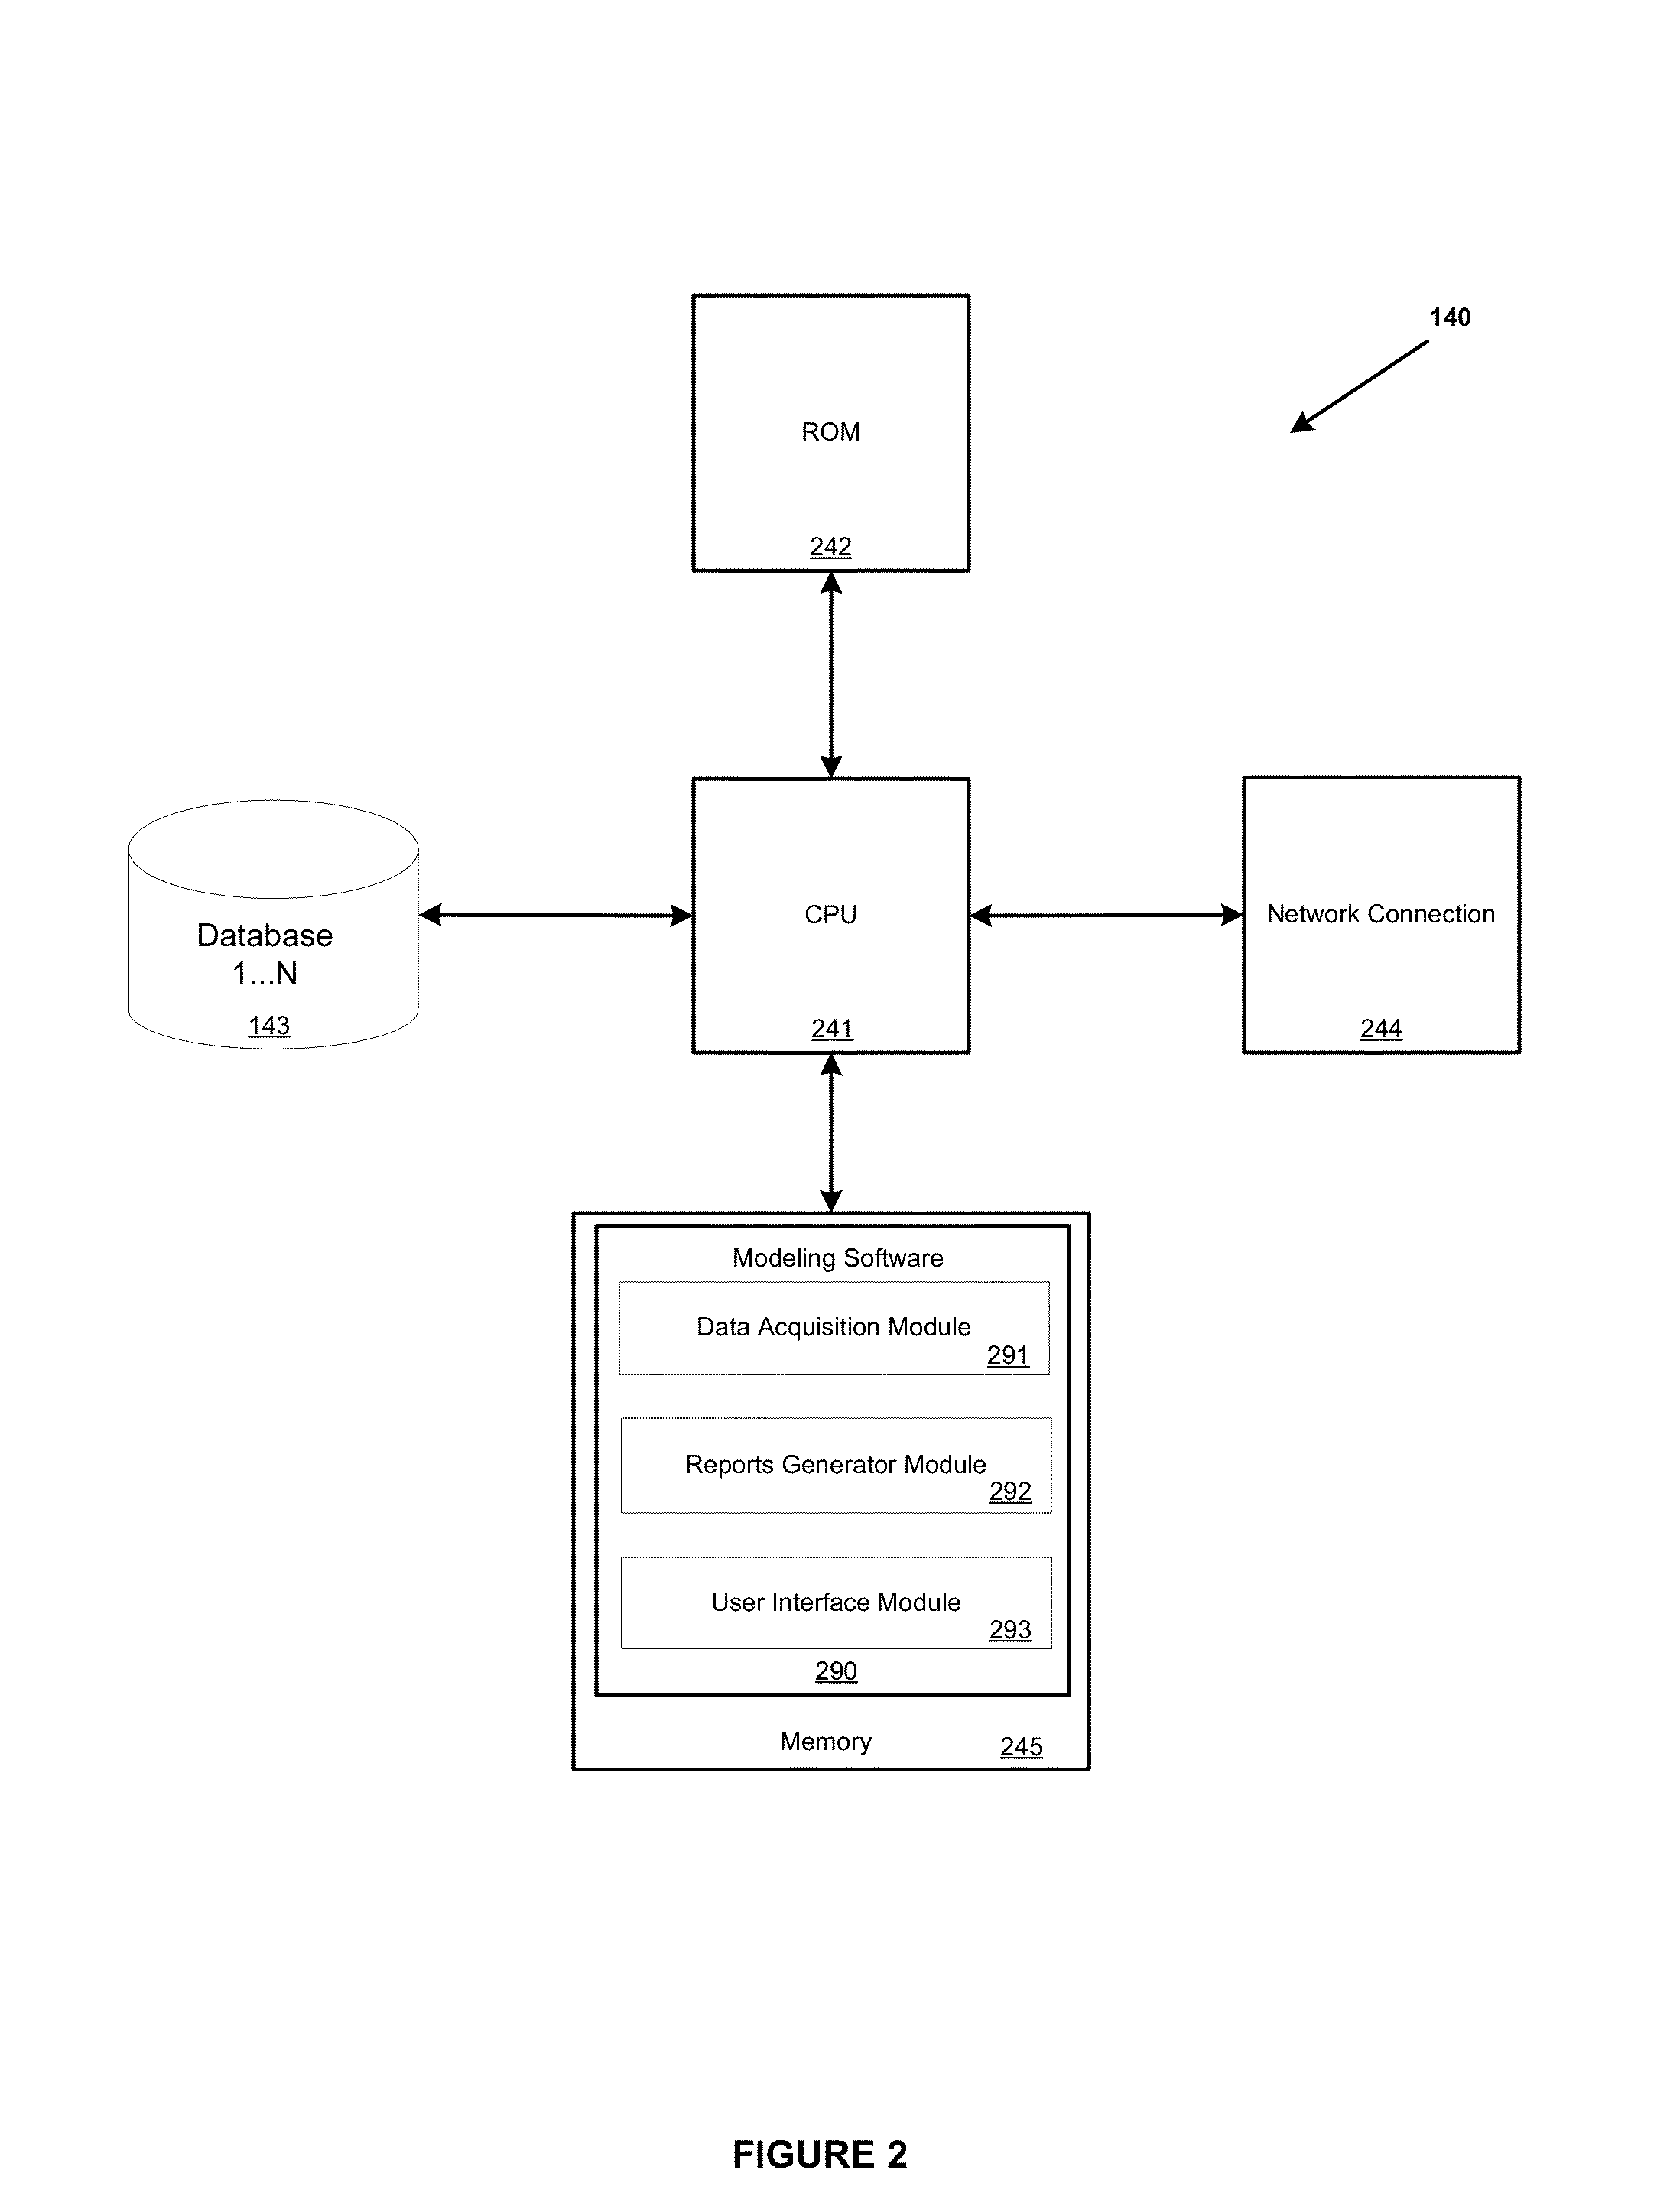 140
ROM
242
Database
1...N
143
CPU
241
Network Connection
244
Modeling Software
Data Acquisition Module
291
Reports Generator Module
292
User Interface Module
293
290
Memory
245
FIGURE 2